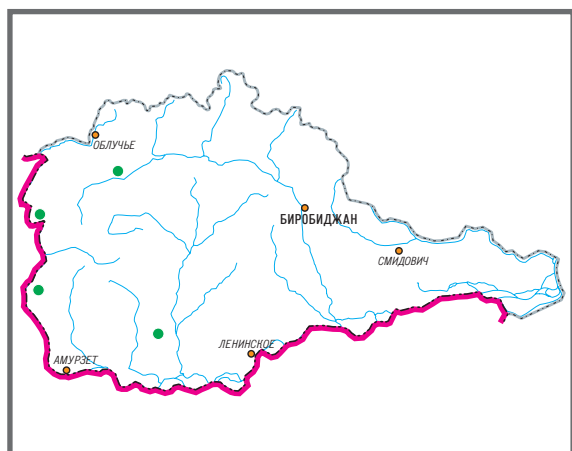 ОБЛУЧЬЕ
БИРОБИДЖАН
СМИДОВИЧ
ЛЕНИНСКОЕ
АМУРЗЕТ